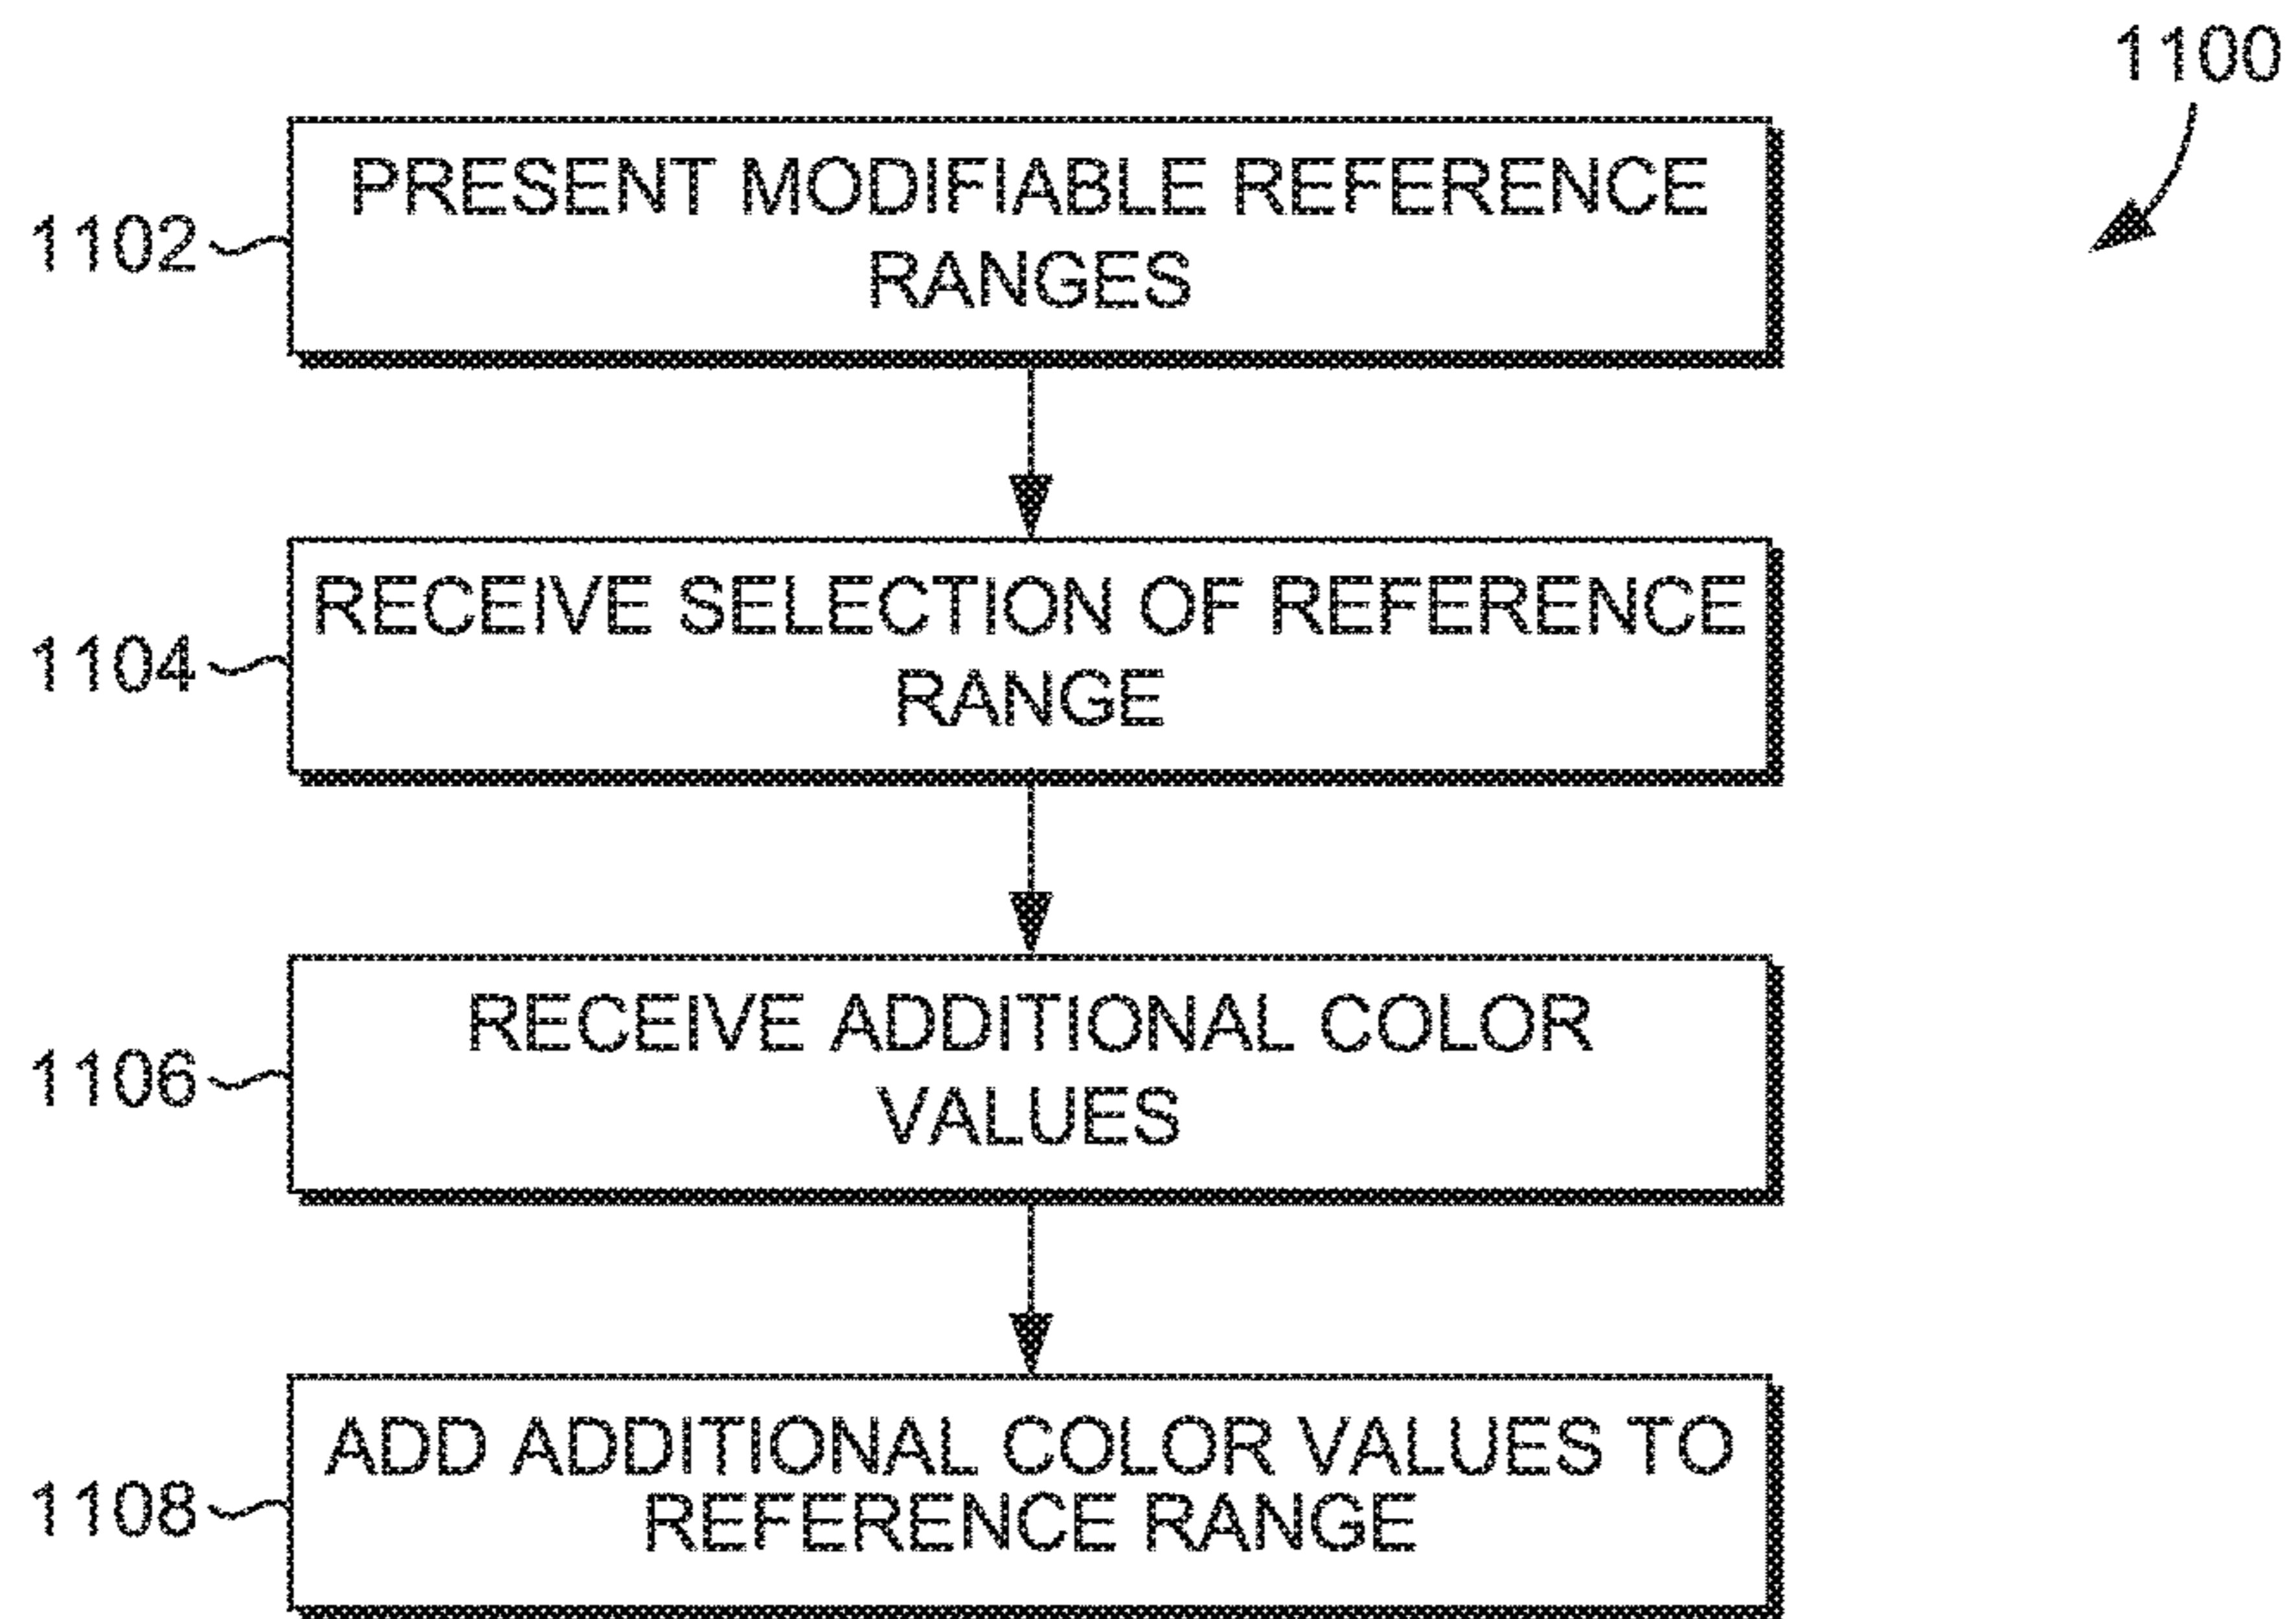 1100
PRESENT MODIFIABLE REFERENCE
RANGES
1102
RECEIVE SELECTION OF REFERENCE
RANGE
1104
RECEIVE ADDITIONAL COLOR
VALUES
1106
ADD ADDITIONAL COLOR VALUES TO
REFERENCE RANGE
1108